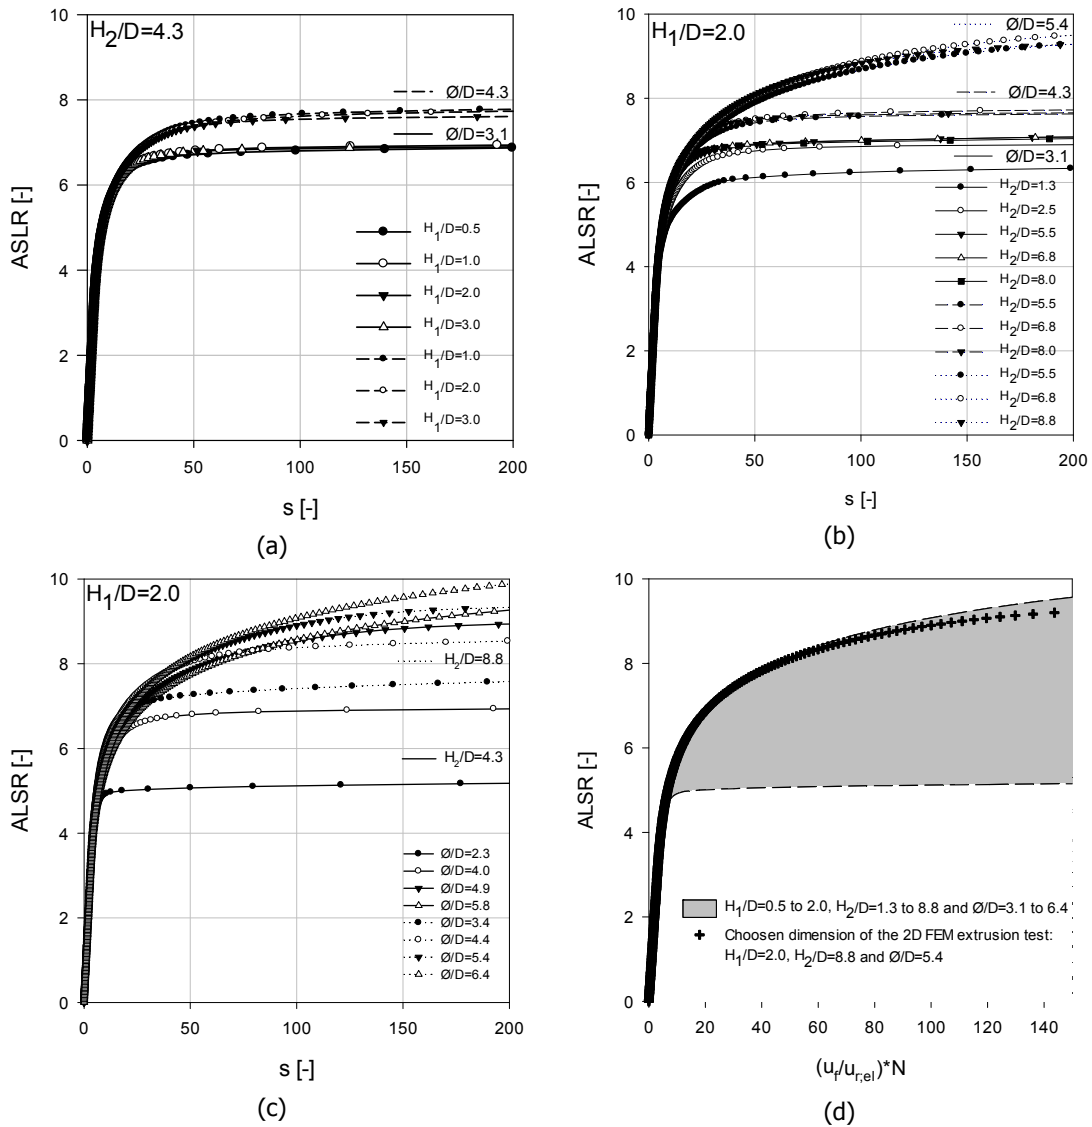 H2/D=4.3
ASLR [-]
10
8
6
4
2
0
Ø/D=4.3
Ø/D=3.1
H1/D=0.5
H1/D=1.0
H1/D=2.0
H1/D=3.0
H1/D=1.0
H1/D=2.0
H1/D=3.0
0 50 100 150 200
s [-]
(a)
H1/D=2.0
ALSR [-]
10
8
6
4
2
0
Ø/D=5.4
Ø/D=4.3
Ø/D=3.1
H2/D=1.3
H2/D=2.5
H2/D=5.5
H2/D=6.8
H2/D=8.0
H2/D=5.5
H2/D=6.8
H2/D=8.0
H2/D=5.5
H2/D=6.8
H2/D=8.8
0 50 100 150 200
s [-]
(b)
H1/D=2.0
ALSR [-]
10
8
6
4
2
0
H2/D=8.8
H2/D=4.3
Ø/D=2.3
Ø/D=4.0
Ø/D=4.9
Ø/D=5.8
Ø/D=3.4
Ø/D=4.4
Ø/D=5.4
Ø/D=6.4
0 50 100 150 200
s [-]
(c)
ALSR [-]
10
8
6
4
2
0
H1/D=0.5 to 2.0, H2/D=1.3 to 8.8 and Ø/D=3.1 to 6.4
Choosen dimension of the 2D FEM extrusion test:
H1/D=2.0, H2/D=8.8 and Ø/D=5.4
0 20 40 60 80 100 120 140
(uf/ur;el)*N
(d)